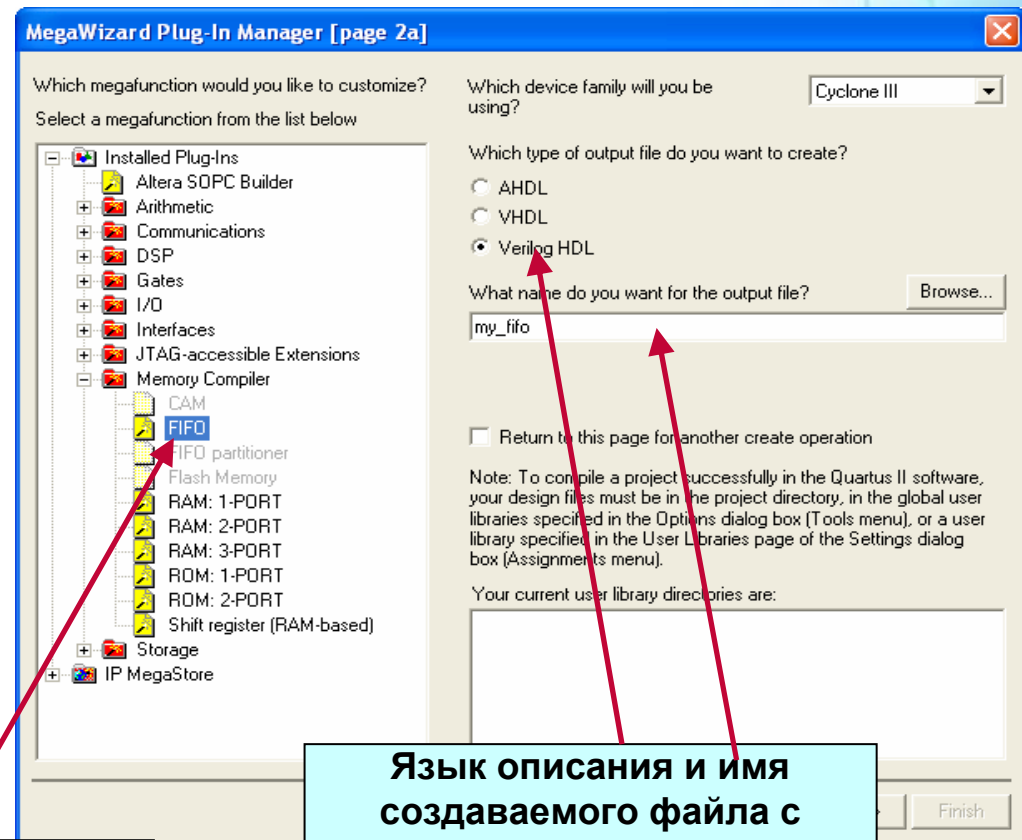 MegaWizard Plug-In Manager [page 2a]
Which megafunction would you like to customize?
Select a megafunction from the list below
Installed Plug-Ins
Altera SOPC Builder
Arithmetic
Communications
DSP
Gates
I/O
Interfaces
JTAG-accessible Extensions
Memory Compiler
CAM
FIFO
FIFO partitioner
Flash Memory
RAM: 1-PORT
RAM: 2-PORT
RAM: 3-PORT
ROM: 1-PORT
ROM: 2-PORT
Shift register (RAM-based)
Storage
IP MegaStore
Which device family will you be
using?
Cyclone III
Which type of output file do you want to create?
AHDL
VHDL
Verilog HDL
What name do you want for the output file?
Browse...
my_fifo
Return to this page for another create operation
Note: To compile a project successfully in the Quartus II software,
your design files must be in the project directory, in the global user
libraries specified in the Options dialog box (Tools menu), or a user
library specified in the User Libraries page of the Settings dialog
box (Assignments menu).
Your current user library directories are:
Язык описания и имя
создаваемого файла с
>
Finish